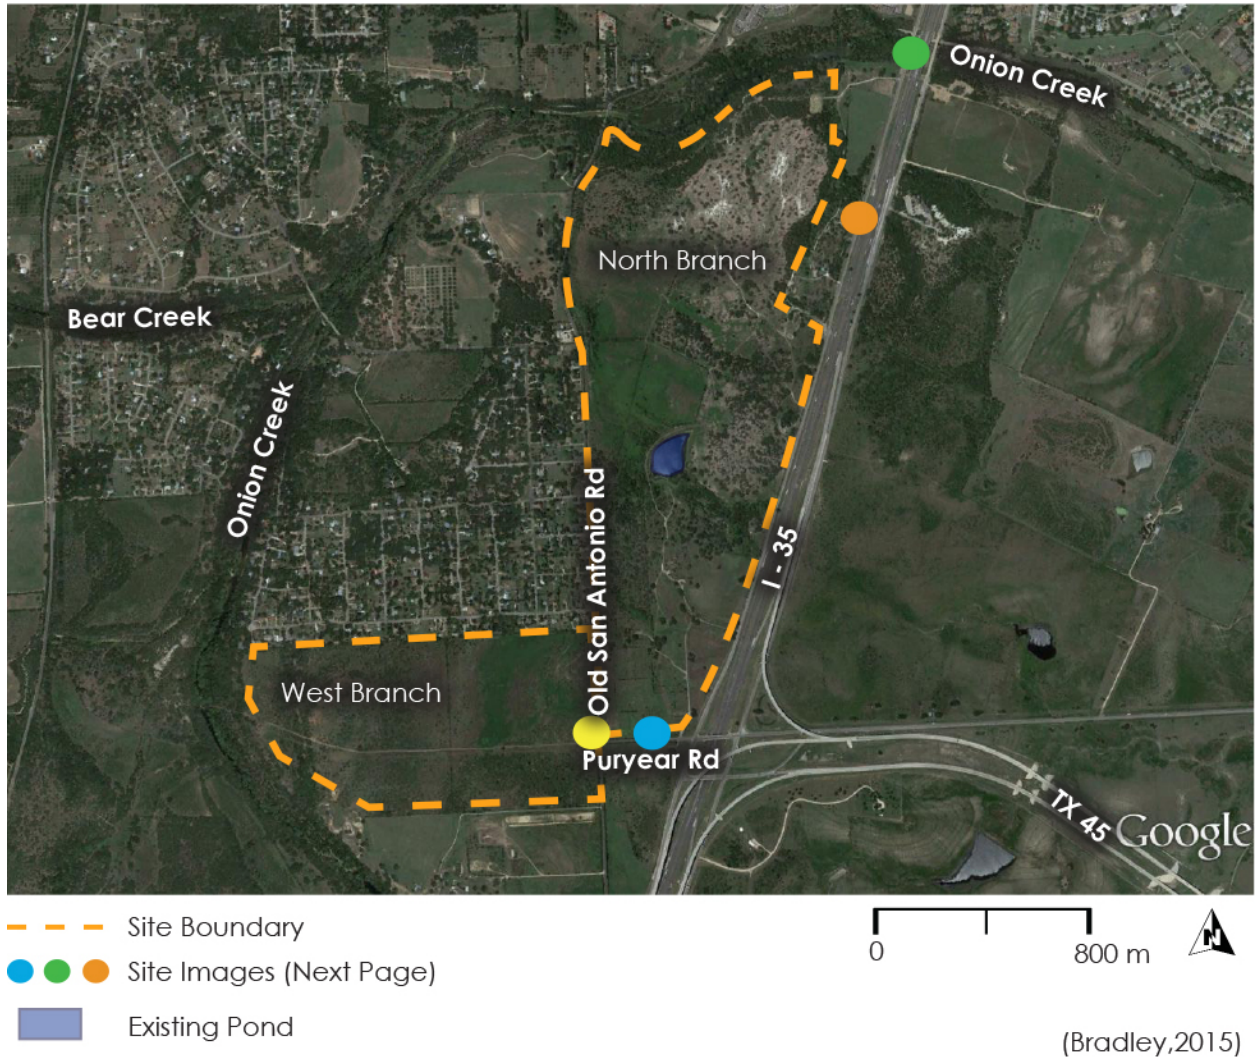 Onion Creek
North Branch
Bear Creek
Onion Creek
Old San Antonio Rd
I - 35
West Branch
Puryear Rd
TX 45
Google
Site Boundary
Site Images (Next Page)
Existing Pond
0 800 m
N
(Bradley,2015)